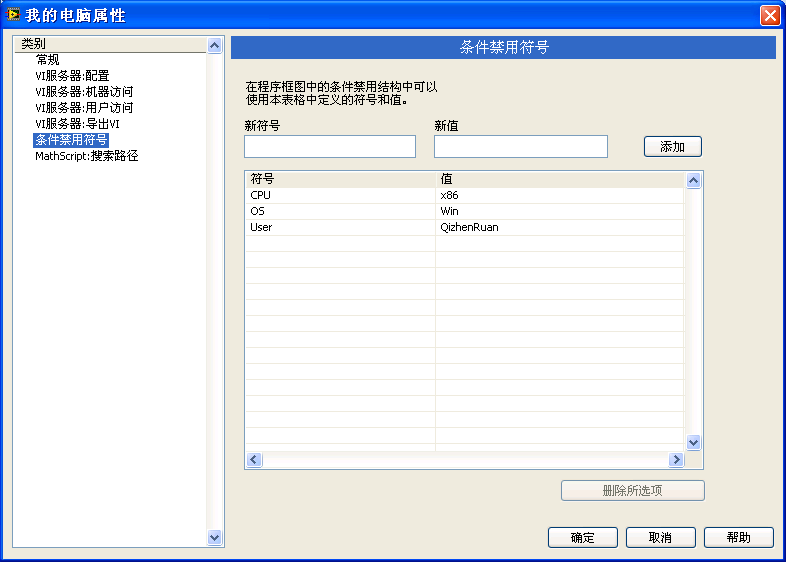 我的电脑属性
类别
常规
VI服务器:配置
VI服务器:机器访问
VI服务器:用户访问
VI服务器:导出VI
条件禁用符号
MathScript:搜索路径
条件禁用符号
在程序框图中的条件禁用结构中可以
使用本表格中定义的符号和值。
新符号 新值
添加
符号 值
CPU x86
OS Win
User QizhenRuan
删除所选项
确定 取消 帮助